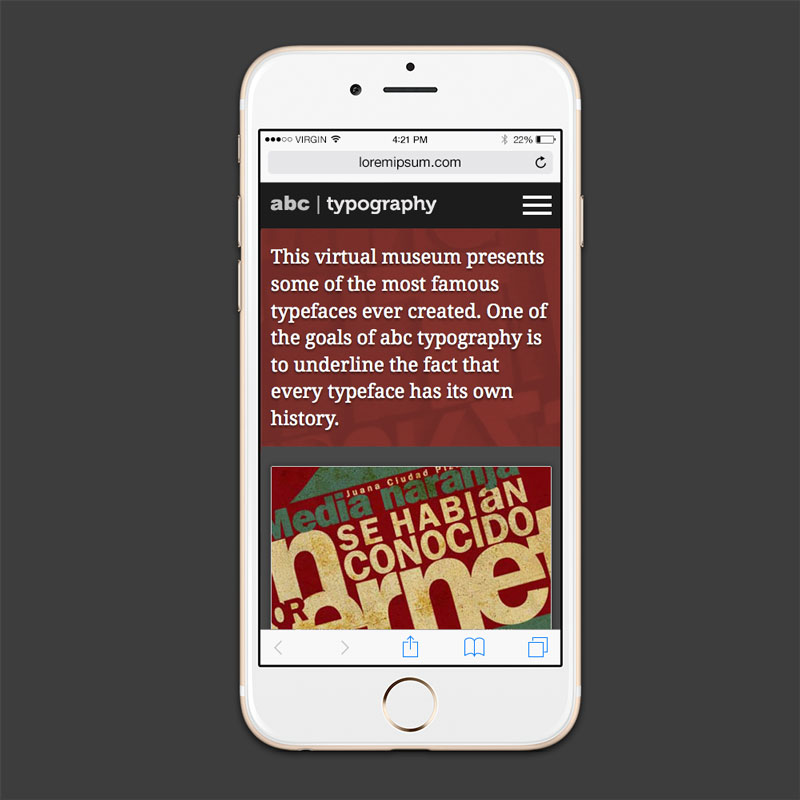 VIRGIN 4:21 PM 22%
loremipsum.com
abc | typography
This virtual museum presents
some of the most famous
typefaces ever created. One of
the goals of abc typography is
to underline the fact that
every typeface has its own
history.
Juana Ciudad
Media naranja
SE HABIaN
CONOCIDO